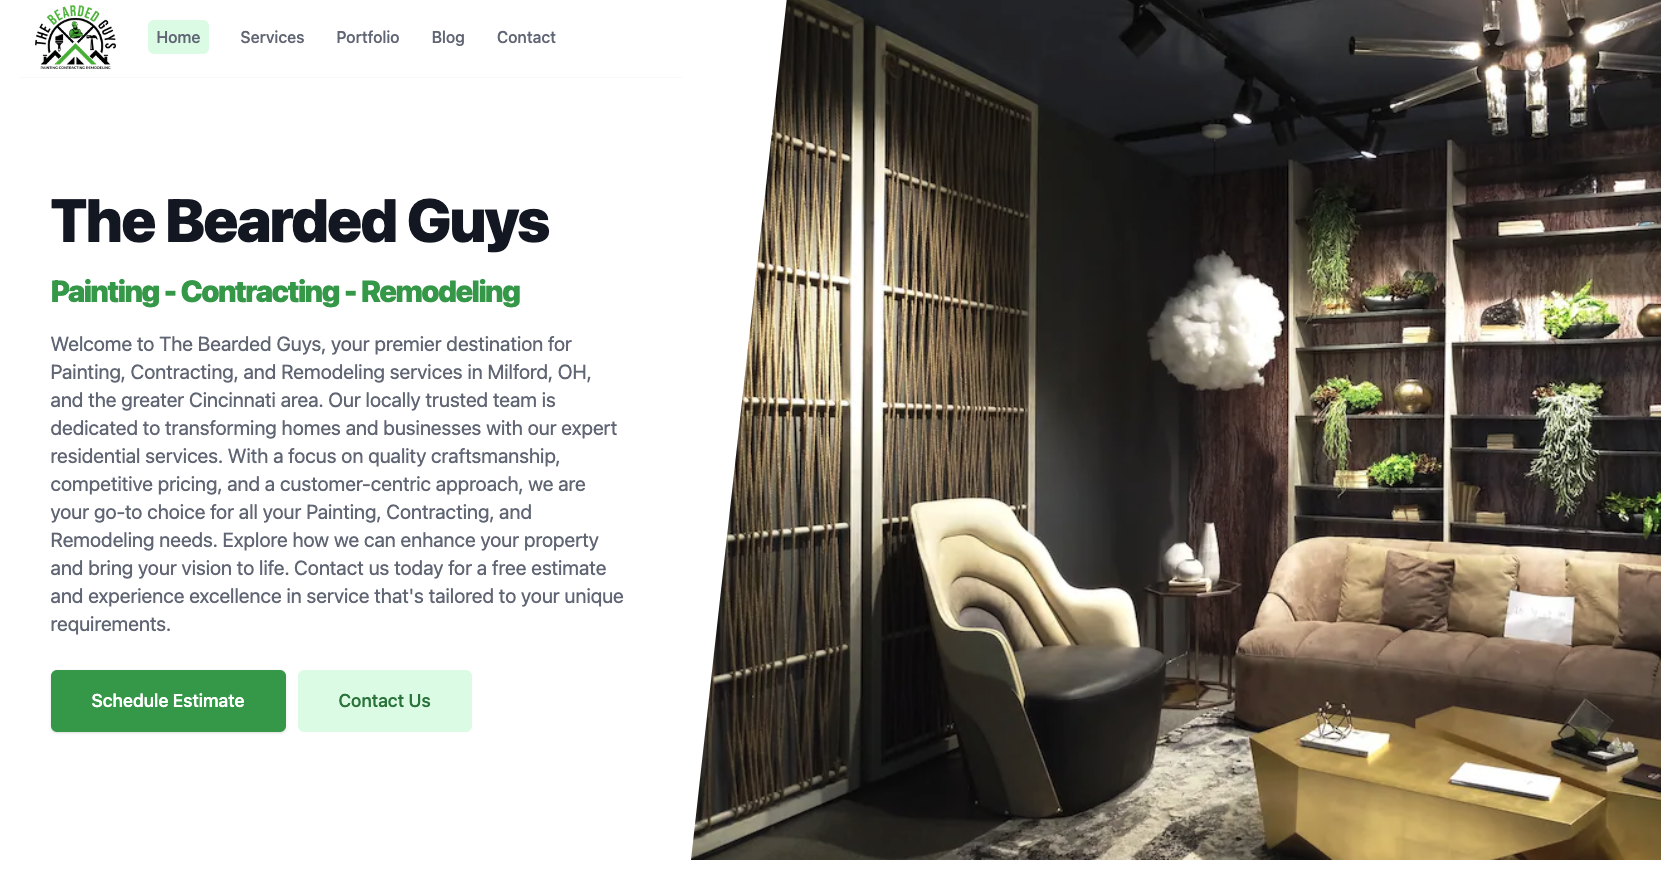 THE BEARDED GUYS
PAINTING CONTRACTING REMODELING
Home
Services
Portfolio
Blog
Contact
The Bearded Guys
Painting - Contracting - Remodeling
Welcome to The Bearded Guys, your premier destination for
Painting, Contracting, and Remodeling services in Milford, OH,
and the greater Cincinnati area. Our locally trusted team is
dedicated to transforming homes and businesses with our expert
residential services. With a focus on quality craftsmanship,
competitive pricing, and a customer-centric approach, we are
your go-to choice for all your Painting, Contracting, and
Remodeling needs. Explore how we can enhance your property
and bring your vision to life. Contact us today for a free estimate
and experience excellence in service that's tailored to your unique
requirements.
Schedule Estimate
Contact Us